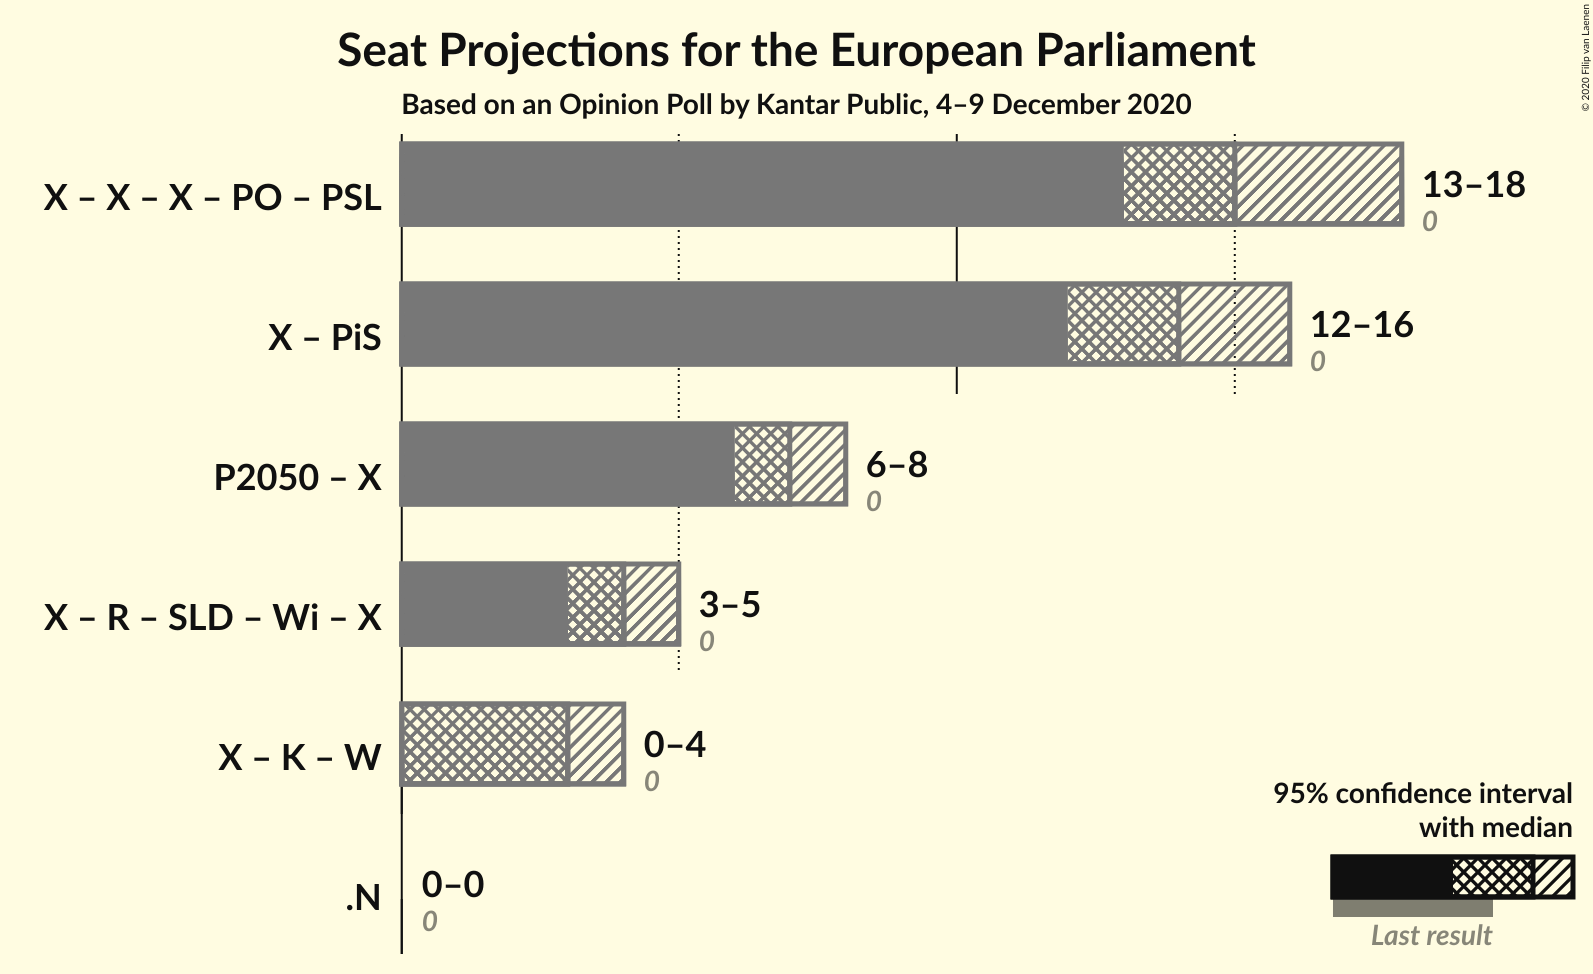 Seat Projections for the European Parliament
Based on an Opinion Poll by Kantar Public, 4–9 December 2020
© 2020 Filip van Laenen
X – X – X – PO – PSL
13–18
0
X – PiS
12–16
0
P2050 – X
6–8
0
X – R – SLD – Wi – X
3–5
0
X – K – W
0–4
0
.N
0–0
0
95% confidence interval
with median
Last result